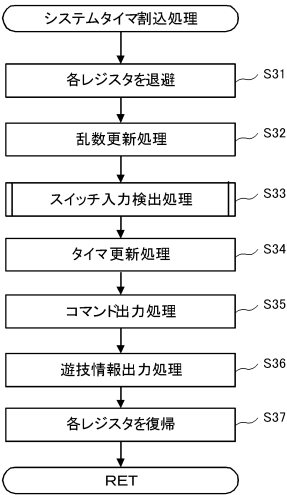 システムタイマ割込処理
各レジスタを退避
S31
乱数更新処理
S32
スイッチ入力検出処理
S33
タイマ更新処理
S34
コマンド出力処理
S35
遊技情報出力処理
S36
各レジスタを復帰
S37
RET